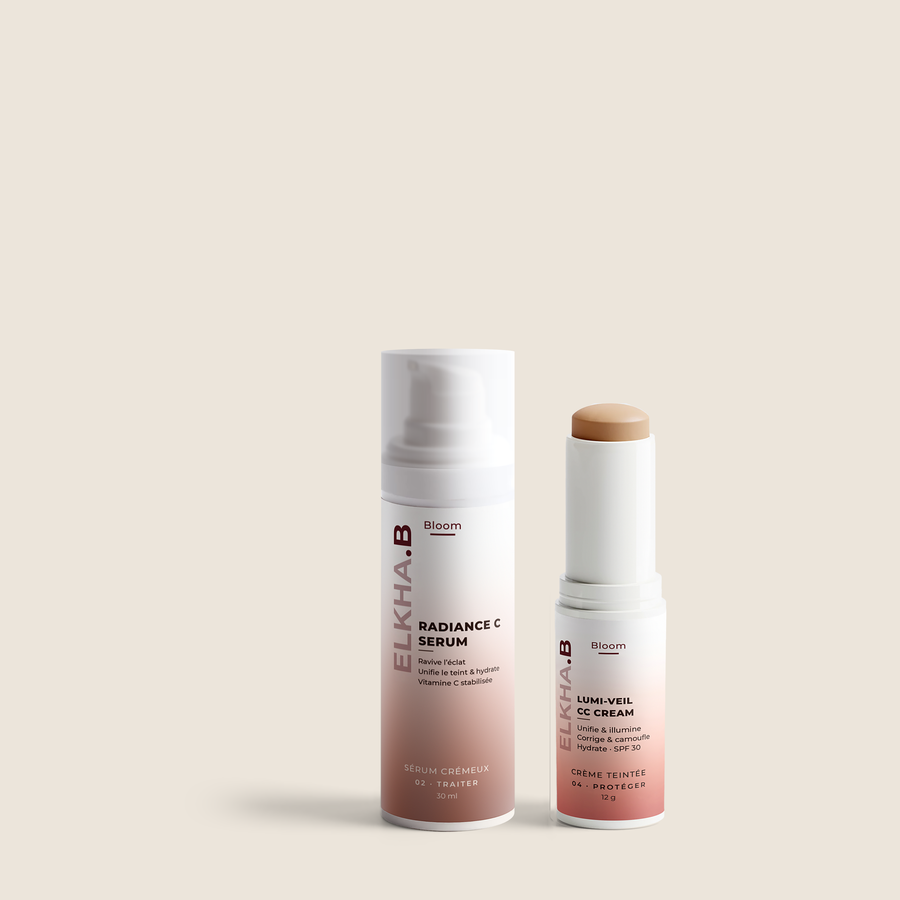 ELKHA.B
Bloom
RADIANCE C
SERUM
Ravive l'éclat
Unifie le teint & hydrate
Vitamine C stabilisée
SÉRUM CRÉMEUX
02 - TRAITER
30 ml
ELKHA.B
Bloom
LUMI-VEIL
CC CREAM
Unifie & illumine
Corrige & camoufle
Hydrate · SPF 30
CRÈME TEINTÉE
04 - PROTÉGER
12 g